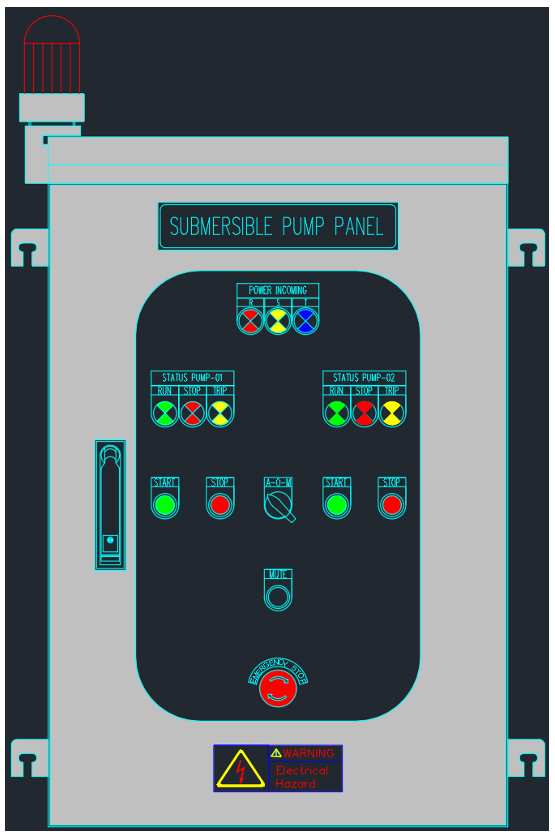 SUBMERSIBLE PUMP PANEL
POWER INCOMING
R S T
STATUS PUMP-01
RUN STOP TRIP
STATUS PUMP-02
RUN STOP TRIP
START
STOP
A-O-M
START
STOP
MUTE
EMERGENCY STOP
WARNING
Electrical
Hazard